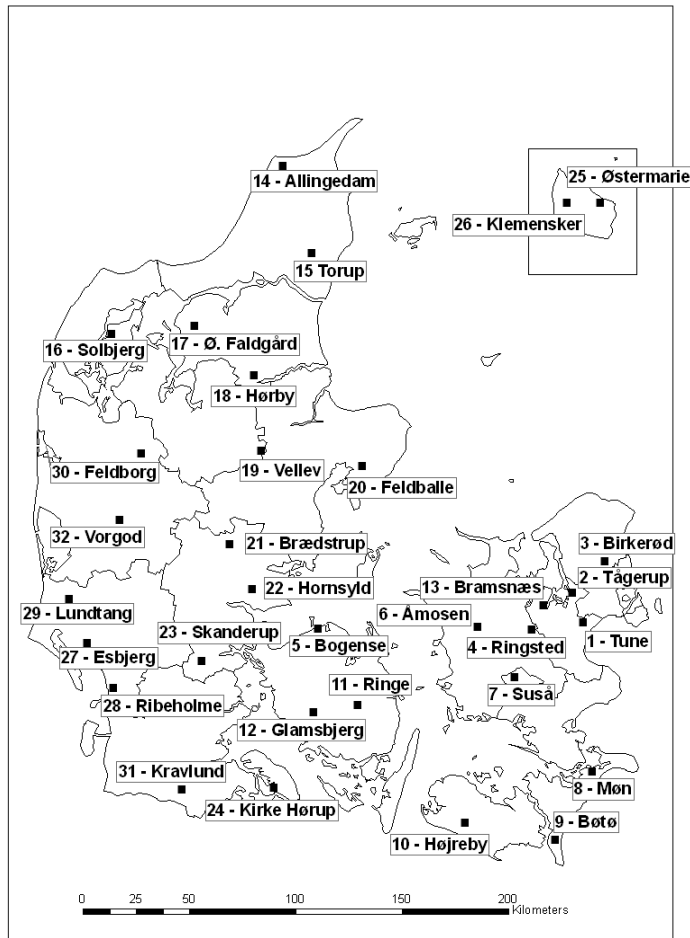 14 - Allingedam
25 - Østermarie
26 - Klemensker
15 Torup
17 - Ø. Faldgård
16 - Solbjerg
18 - Hørby
30 - Feldborg
19 - Vellev
20 - Feldballe
32 - Vorgod
21 - Brædstrup
3 - Birkerød
2 - Tågerup
22 - Hornsyld
13 - Bramsnæs
29 - Lundtang
6 - Åmosen
23 - Skanderup
5 - Bogense
4 - Ringsted
1 - Tune
27 - Esbjerg
11 - Ringe
7 - Suså
28 - Ribeholme
12 - Glamsbjerg
31 - Kravlund
8 - Møn
24 - Kirke Hørup
9 - Bøtø
10 - Højreby
0 50 100 150 200
Kilometers